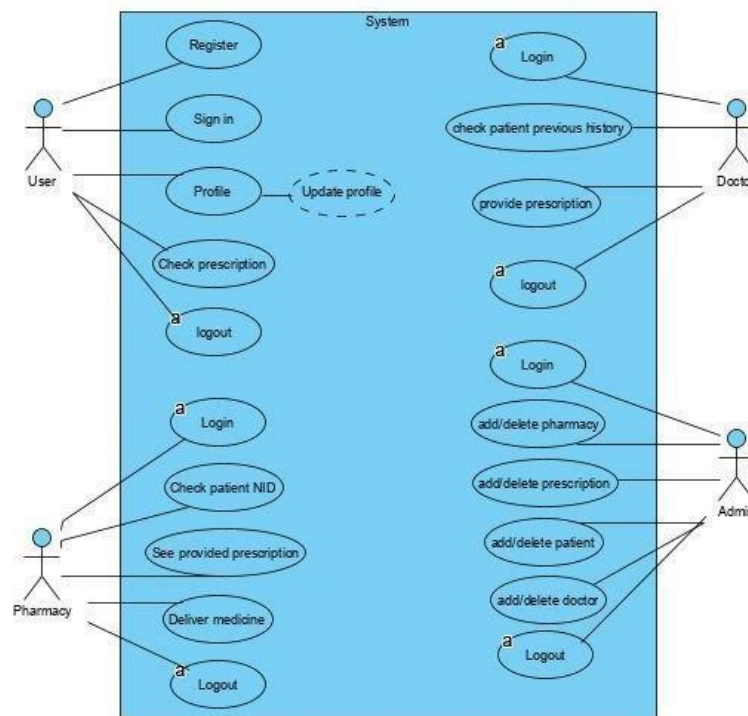 System
Register
Sign in
User
Profile
Update profile
Check prescription
a
logout
a
Login
check patient previous history
Docto
provide prescription
a
logout
a
Login
Check patient NID
See provided prescription
Pharmacy
Deliver medicine
a
Logout
a
Login
add/delete pharmacy
add/delete prescription
Admi
add/delete patient
add/delete doctor
a
Logout